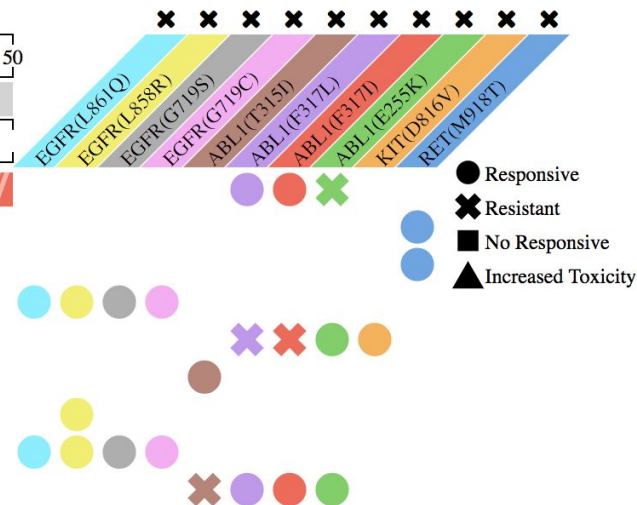 50
EGFR(L861Q)
EGFR(L858R)
EGFR(G719S)
EGFR(G719C)
ABL1(T315I)
ABL1(F317L)
ABL1(F317I)
ABL1(E255K)
KIT(D816V)
RET(M918T)
Responsive
Resistant
No Responsive
Increased Toxicity